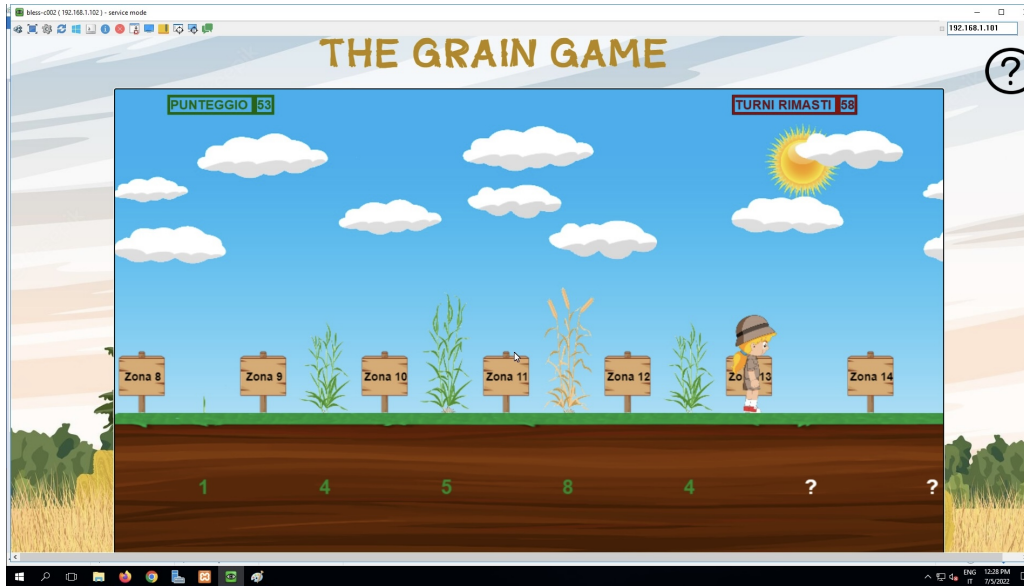 bless-c002 ( 192.168.1.102 ) - service mode
192.168.1.101
THE GRAIN GAME
?
PUNTEGGIO 53
TURNI RIMASTI 58
Zona 8
Zona 9
Zona 10
Zona 11
Zona 12
Zo 13
Zona 14
1 4 5 8 4 ? ?
ENG 12:28 PM
IT 7/5/2022